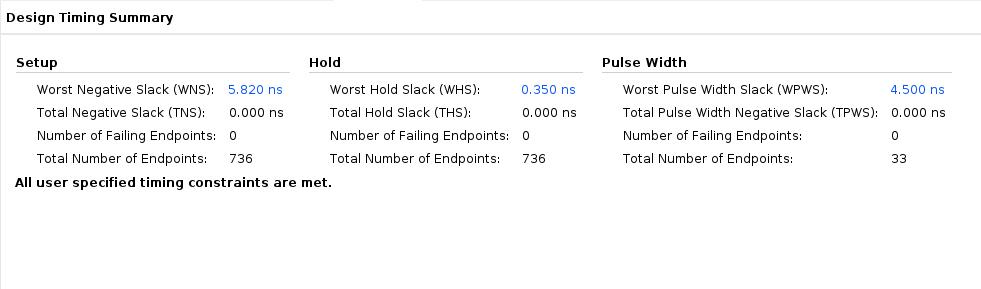 Design Timing Summary
Setup Hold Pulse Width
Worst Negative Slack (WNS): 5.820 ns Worst Hold Slack (WHS): 0.350 ns Worst Pulse Width Slack (WPWS): 4.500 ns
Total Negative Slack (TNS): 0.000 ns Total Hold Slack (THS): 0.000 ns Total Pulse Width Negative Slack (TPWS): 0.000 ns
Number of Failing Endpoints: 0 Number of Failing Endpoints: 0 Number of Failing Endpoints: 0
Total Number of Endpoints: 736 Total Number of Endpoints: 736 Total Number of Endpoints: 33
All user specified timing constraints are met.